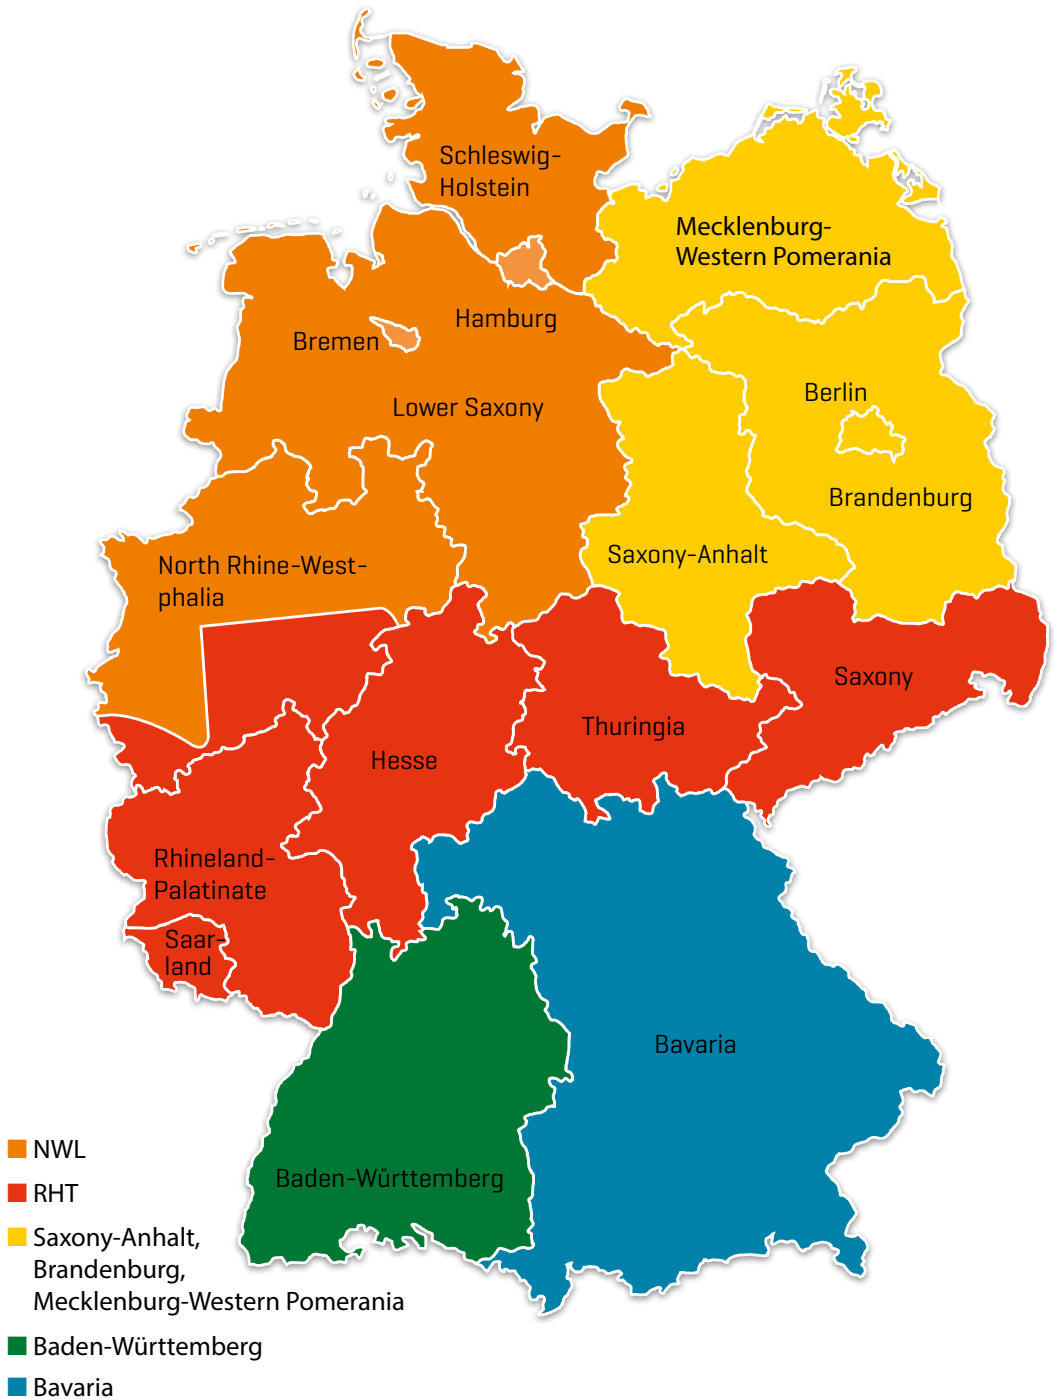 Schleswig-
Holstein
Mecklenburg-
Western Pomerania
Hamburg
Bremen
Lower Saxony
Berlin
Brandenburg
Saxony-Anhalt
North Rhine-West-
phalia
Saxony
Thuringia
Hesse
Rhineland-
Palatinate
Saar-
land
Bavaria
Baden-Württemberg
NWL
RHT
Saxony-Anhalt,
Brandenburg,
Mecklenburg-Western Pomerania
Baden-Württemberg
Bavaria